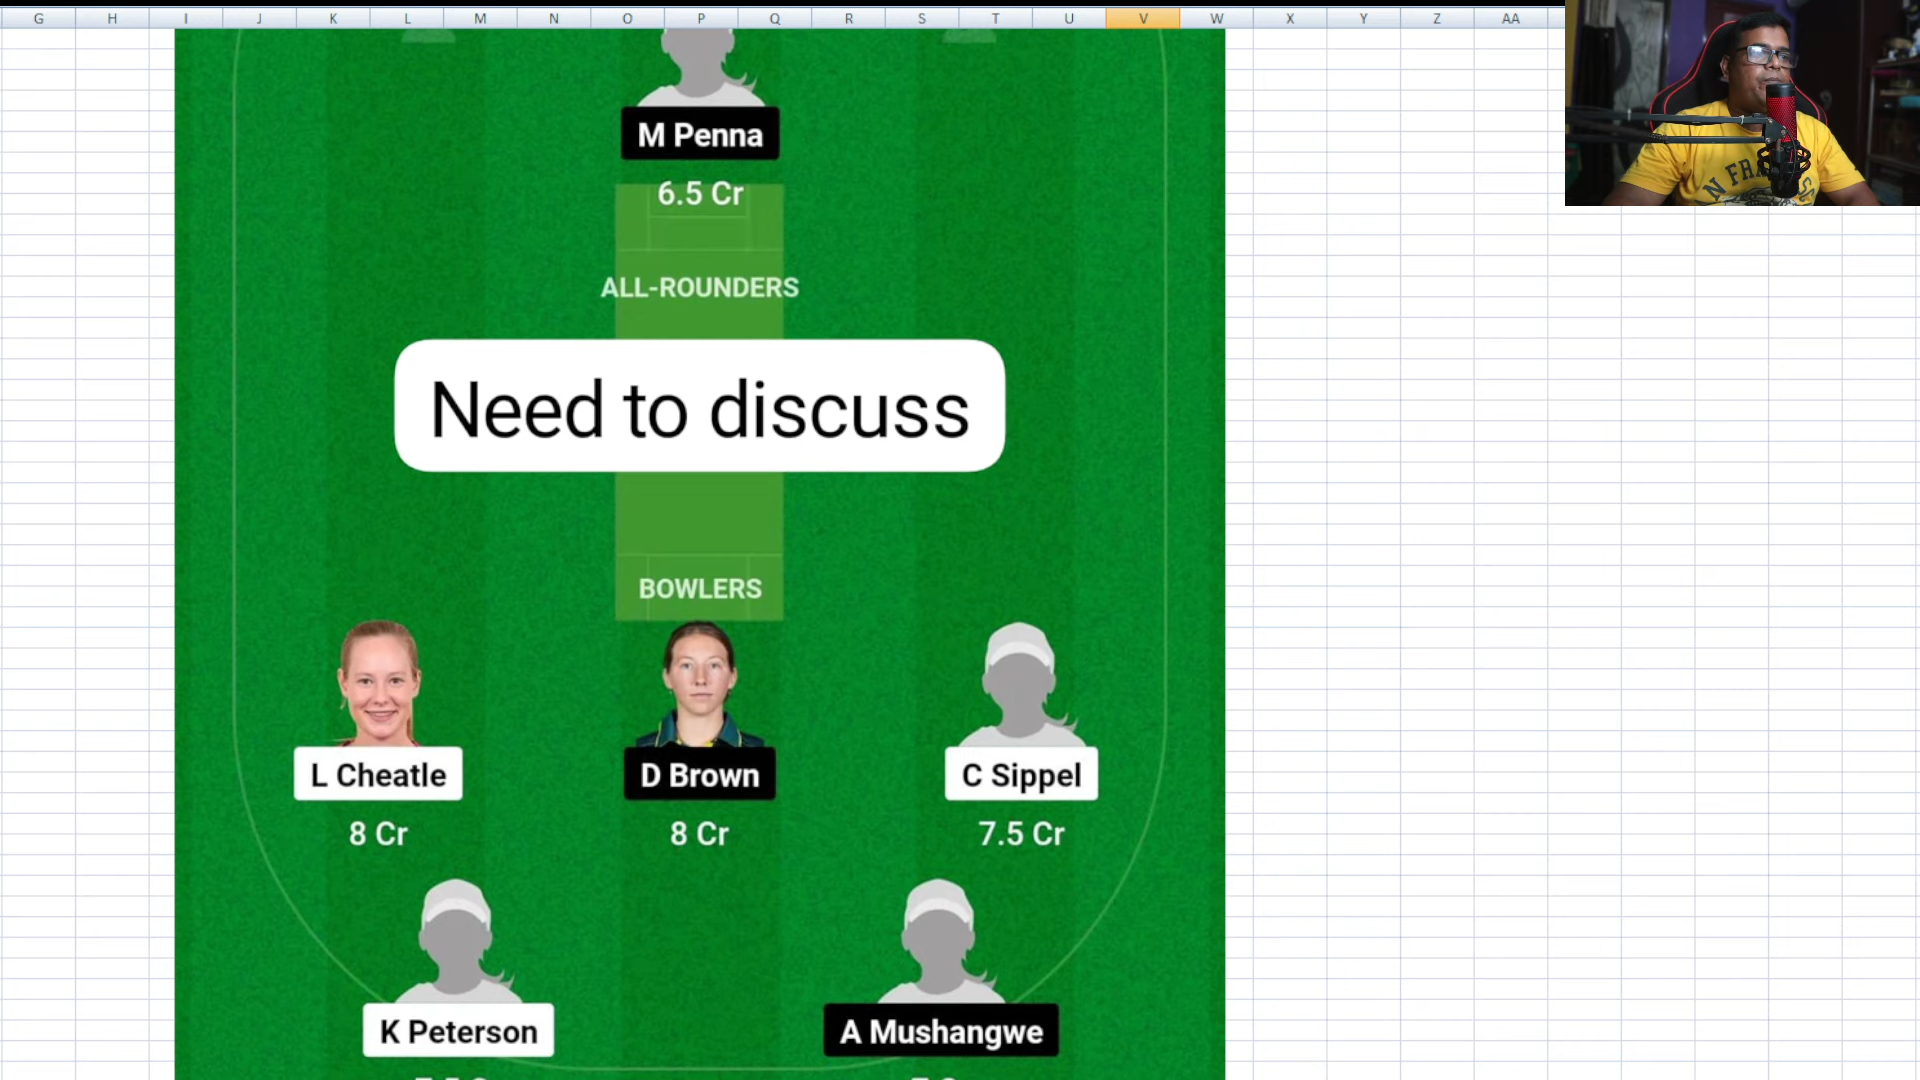 G H I J K L M N O P Q R S T U V W X Y Z AA
M Penna
6.5 Cr
ALL-ROUNDERS
Need to discuss
BOWLERS
L Cheatle D Brown C Sippel
8 Cr 8 Cr 7.5 Cr
K Peterson A Mushangwe